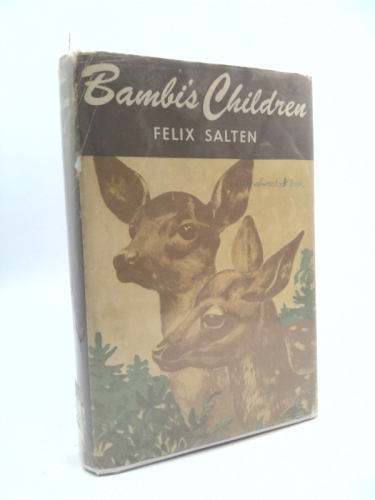 Bambi's Children
FELIX SALTEN